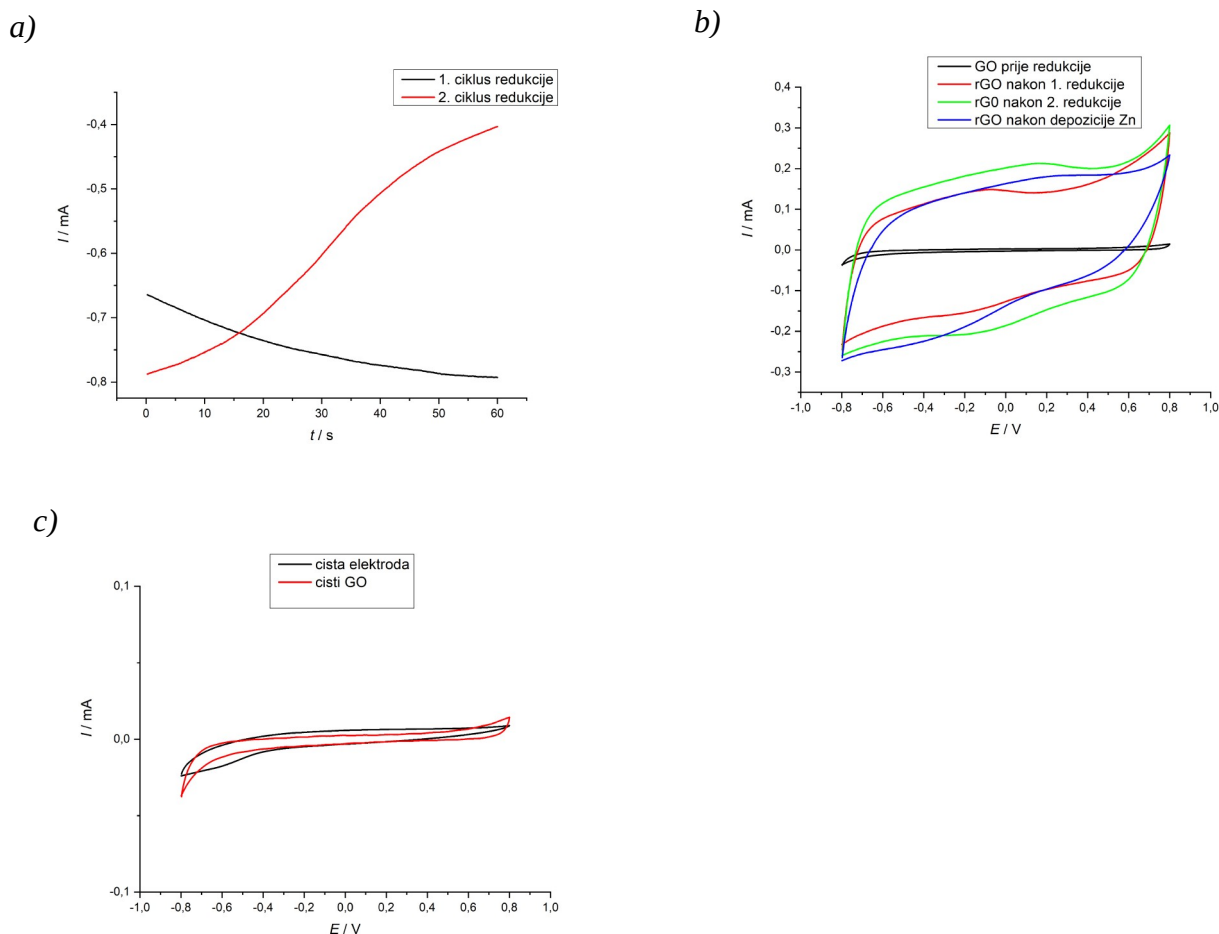 a)
1. ciklus redukcije
2. ciklus redukcije
-0,4
-0,5
-0,6
-0,7
-0,8
I / mA
0 10 20 30 40 50 60
t / s
b)
GO prije redukcije
rGO nakon 1. redukcije
rG0 nakon 2. redukcije
rGO nakon depozicije Zn
0,4
0,3
0,2
0,1
0,0
-0,1
-0,2
-0,3
I / mA
-1,0 -0,8 -0,6 -0,4 -0,2 0,0 0,2 0,4 0,6 0,8 1,0
E / V
c)
cista elektroda
cisti GO
0,1
0,0
-0,1
I / mA
-1,0 -0,8 -0,6 -0,4 -0,2 0,0 0,2 0,4 0,6 0,8 1,0
E / V